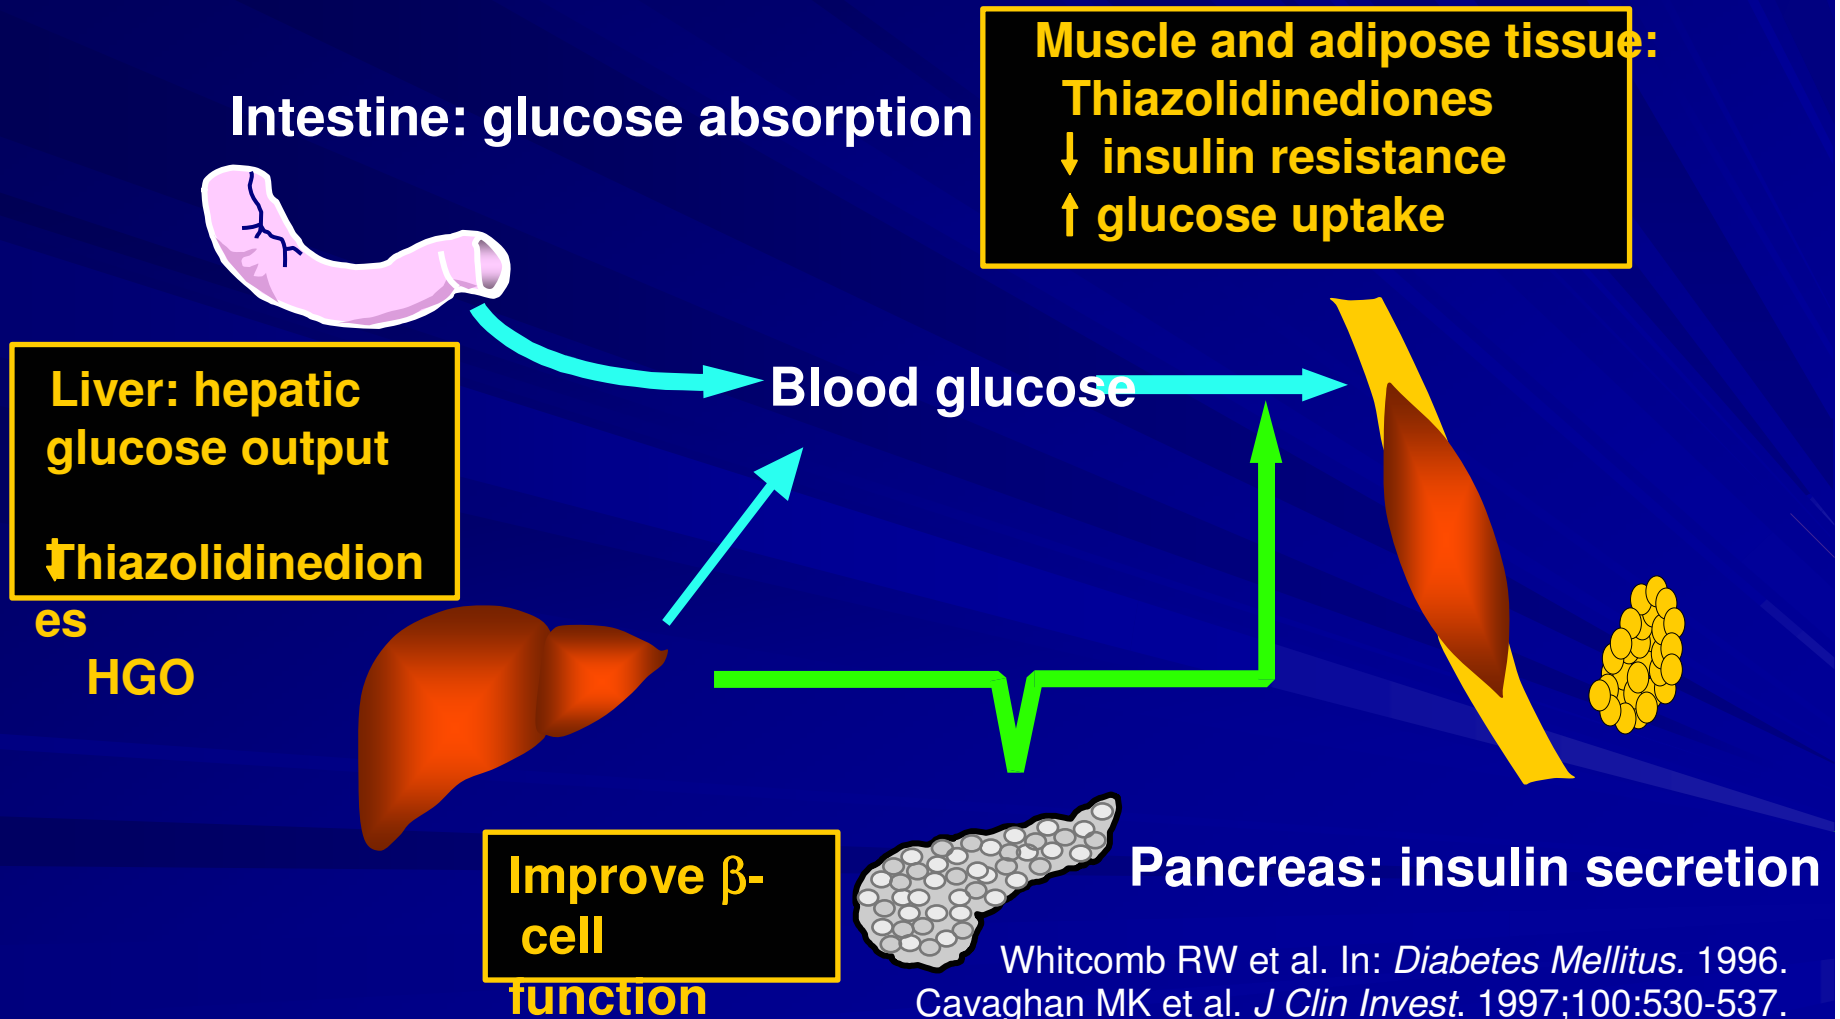 Muscle and adipose tissue:
Thiazolidinediones
↓ insulin resistance
↑ glucose uptake
Intestine: glucose absorption
Blood glucose
Liver: hepatic
glucose output
↓
Thiazolidinedion
es
HGO
Improve β-
cell
function
Pancreas: insulin secretion
Whitcomb RW et al. In: Diabetes Mellitus. 1996.
Cavaghan MK et al. J Clin Invest. 1997;100:530-537.